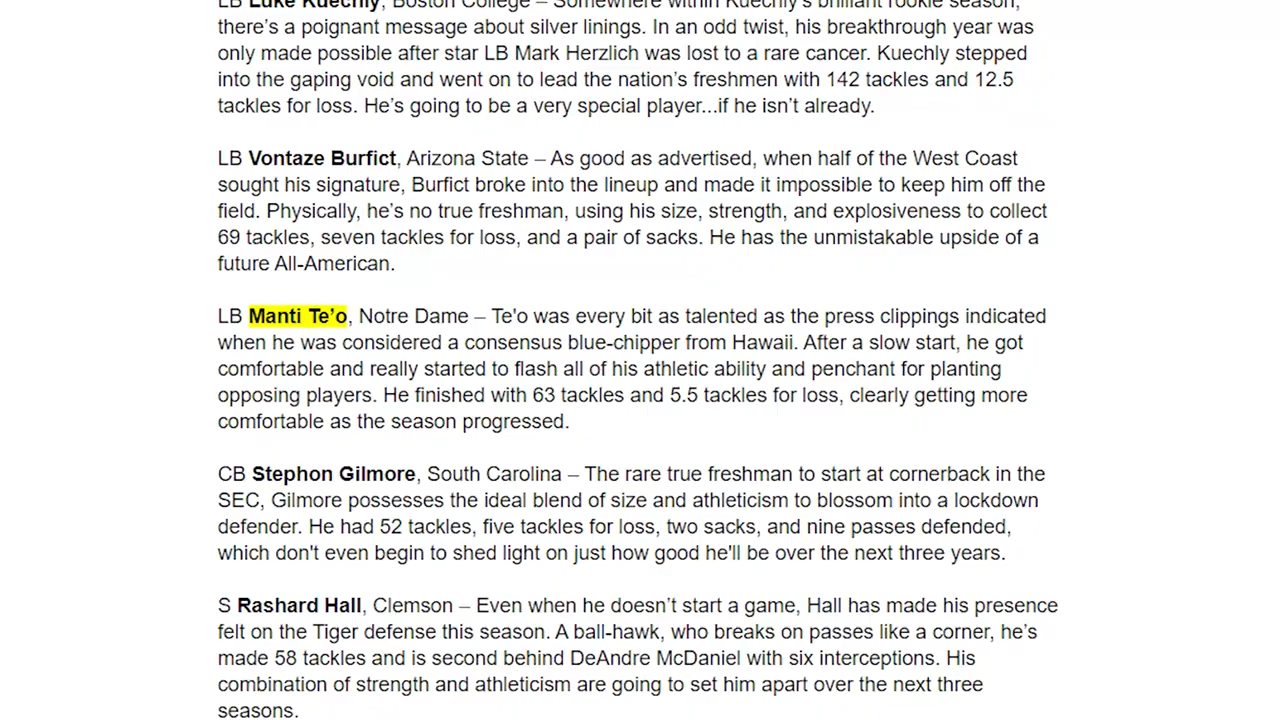 LB Luke Kuechly, Boston College – Somewhere within Kuechly's brilliant rookie season,
there’s a poignant message about silver linings. In an odd twist, his breakthrough year was
only made possible after star LB Mark Herzlich was lost to a rare cancer. Kuechly stepped
into the gaping void and went on to lead the nation’s freshmen with 142 tackles and 12.5
tackles for loss. He’s going to be a very special player...if he isn’t already.
LB Vontaze Burfict, Arizona State – As good as advertised, when half of the West Coast
sought his signature, Burfict broke into the lineup and made it impossible to keep him off the
field. Physically, he’s no true freshman, using his size, strength, and explosiveness to collect
69 tackles, seven tackles for loss, and a pair of sacks. He has the unmistakable upside of a
future All-American.
LB Manti Te’o, Notre Dame – Te'o was every bit as talented as the press clippings indicated
when he was considered a consensus blue-chipper from Hawaii. After a slow start, he got
comfortable and really started to flash all of his athletic ability and penchant for planting
opposing players. He finished with 63 tackles and 5.5 tackles for loss, clearly getting more
comfortable as the season progressed.
CB Stephon Gilmore, South Carolina – The rare true freshman to start at cornerback in the
SEC, Gilmore possesses the ideal blend of size and athleticism to blossom into a lockdown
defender. He had 52 tackles, five tackles for loss, two sacks, and nine passes defended,
which don't even begin to shed light on just how good he'll be over the next three years.
S Rashard Hall, Clemson – Even when he doesn’t start a game, Hall has made his presence
felt on the Tiger defense this season. A ball-hawk, who breaks on passes like a corner, he’s
made 58 tackles and is second behind DeAndre McDaniel with six interceptions. His
combination of strength and athleticism are going to set him apart over the next three
seasons.